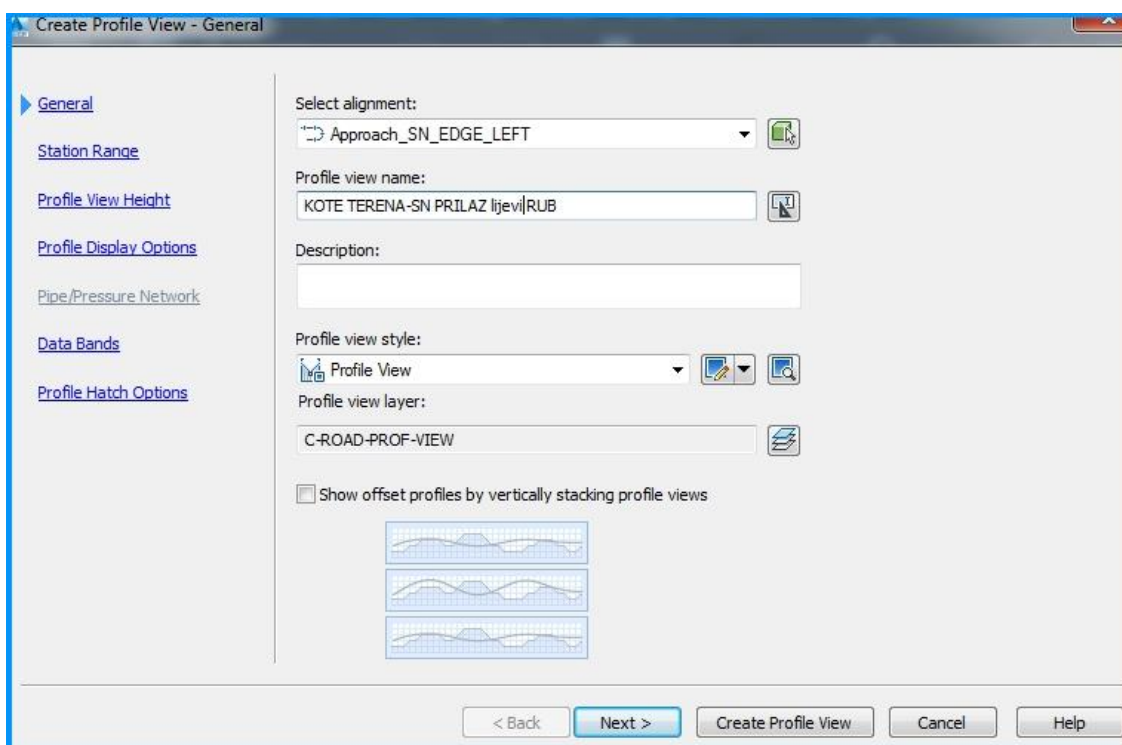 Create Profile View - General
General
Station Range
Profile View Height
Profile Display Options
Pipe/Pressure Network
Data Bands
Profile Hatch Options
Select alignment:
Approach_SN_EDGE_LEFT
Profile view name:
KOTE TERENA-SN PRILAZ lijevi RUB
Description:
Profile view style:
Profile View
Profile view layer:
C-ROAD-PROF-VIEW
Show offset profiles by vertically stacking profile views
< Back Next > Create Profile View Cancel Help